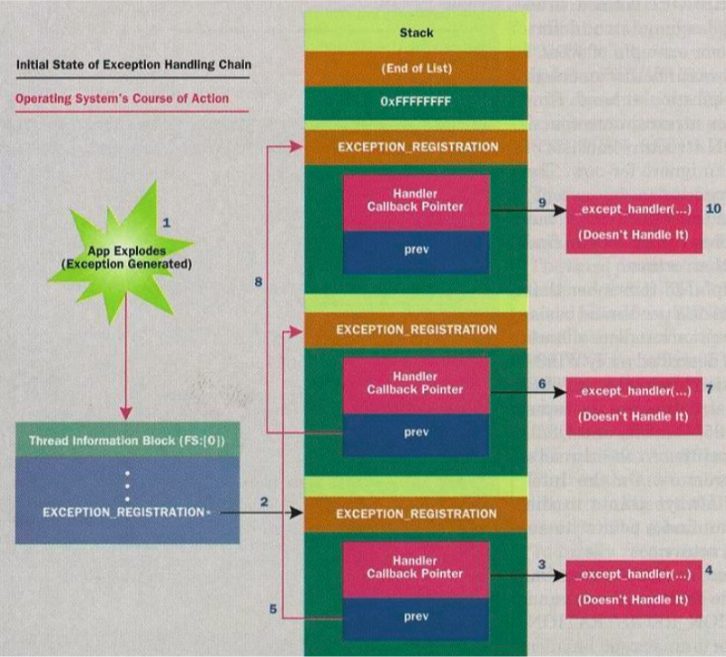 Stack
(End of List)
0xFFFFFFFF
Initial State of Exception Handling Chain
Operating System's Course of Action
EXCEPTION_REGISTRATION
Handler
Callback Pointer
prev
9
_except_handler(...)
(Doesn't Handle It)
10
1
App Explodes
(Exception Generated)
8
EXCEPTION_REGISTRATION
Handler
Callback Pointer
prev
6
_except_handler(...)
(Doesn't Handle It)
7
Thread Information Block (FS:[0])
EXCEPTION_REGISTRATION
2
EXCEPTION_REGISTRATION
Handler
Callback Pointer
prev
3
_except_handler(...)
(Doesn't Handle It)
4
5